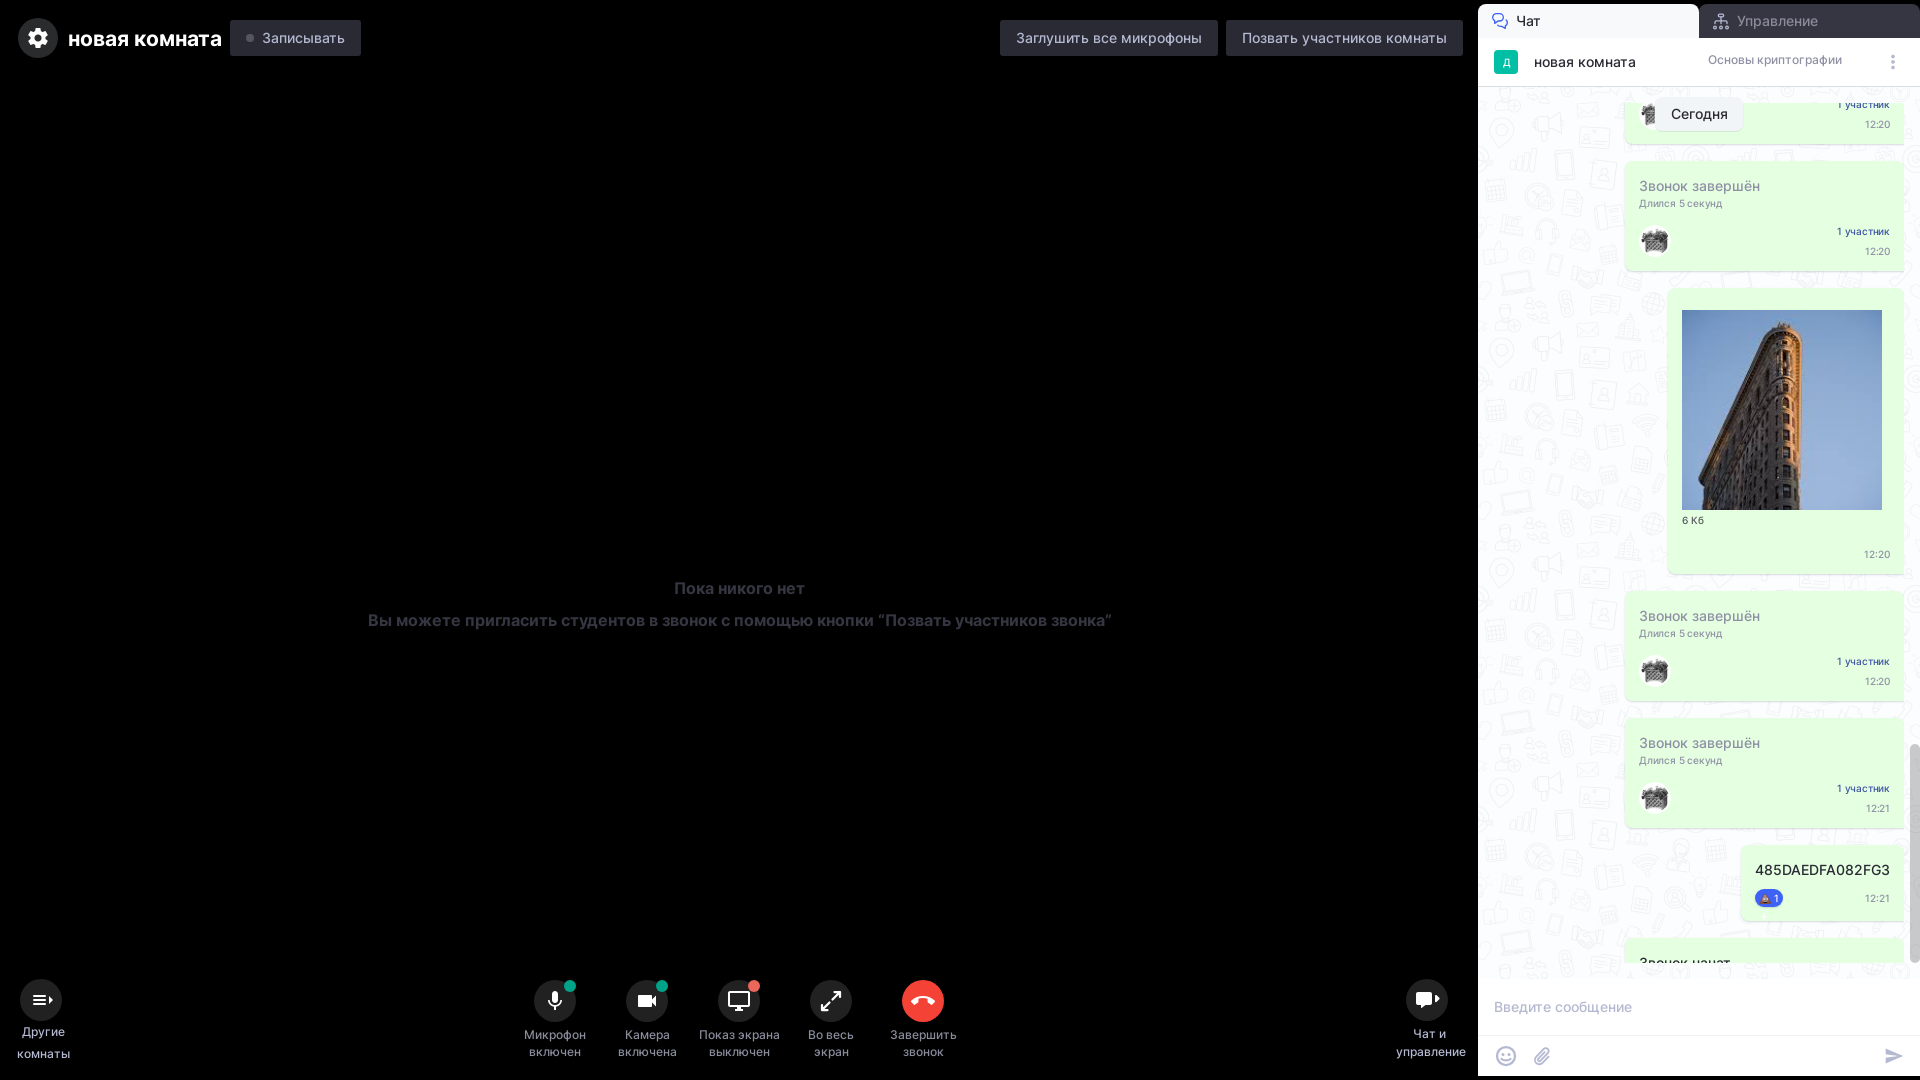 новая комната
Записывать
Заглушить все микрофоны
Позвать участников комнаты
Чат
Управление
Д
новая комната
Основы криптографии
Сегодня
1 участник
12:20
Звонок завершён
Длился 5 секунд
1 участник
12:20
6 Кб
12:20
Звонок завершён
Длился 5 секунд
1 участник
12:20
Звонок завершён
Длился 5 секунд
1 участник
12:21
485DAEDFA082FG3
1
12:21
Звонок начат
Пока никого нет
Вы можете пригласить студентов в звонок с помощью кнопки “Позвать участников звонка”
Другие
комнаты
Микрофон
включен
Камера
включена
Показ экрана
выключен
Во весь
экран
Завершить
звонок
Чат и
управление
Введите сообщение